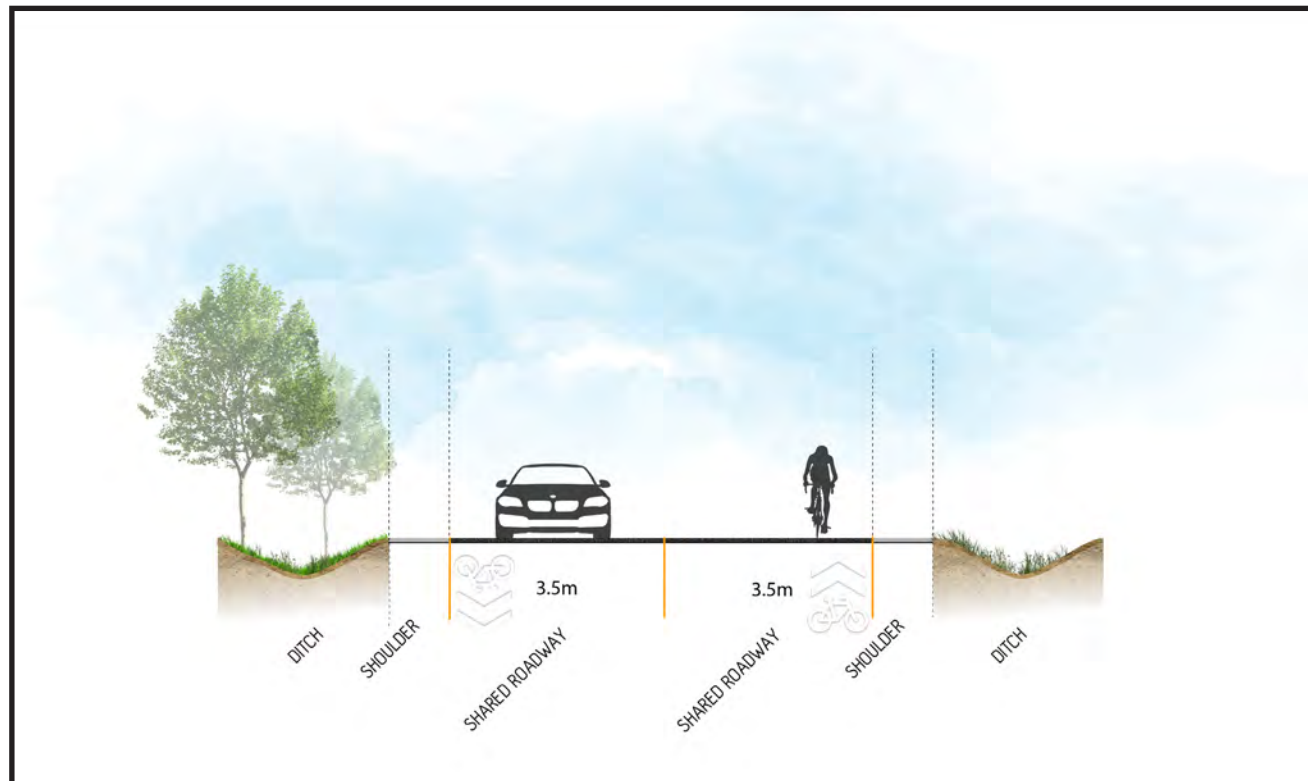 3.5m
3.5m
DITCH
SHOULDER
SHARED ROADWAY
SHARED ROADWAY
SHOULDER
DITCH